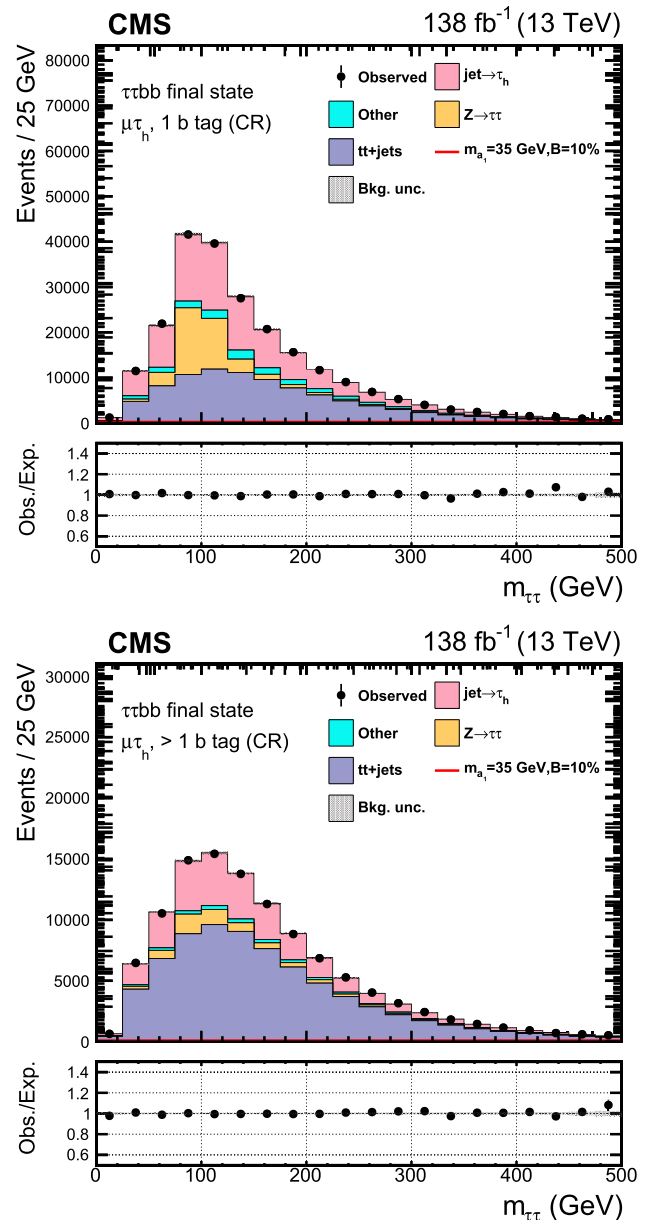 CMS 138 fb⁻¹ (13 TeV)
Events / 25 GeV
80000
70000
60000
50000
40000
30000
20000
10000
0
ττbb final state
μτₕ, 1 b tag (CR)
Observed
jet→τₕ
Other
Z→ττ
tt+jets
m_a₁=35 GeV,B=10%
Bkg. unc.
Obs./Exp.
1.4
1.2
1
0.8
0.6
0 100 200 300 400 500
m_ττ (GeV)
CMS 138 fb⁻¹ (13 TeV)
Events / 25 GeV
30000
25000
20000
15000
10000
5000
0
ττbb final state
μτₕ, > 1 b tag (CR)
Observed
jet→τₕ
Other
Z→ττ
tt+jets
m_a₁=35 GeV,B=10%
Bkg. unc.
Obs./Exp.
1.4
1.2
1
0.8
0.6
0 100 200 300 400 500
m_ττ (GeV)